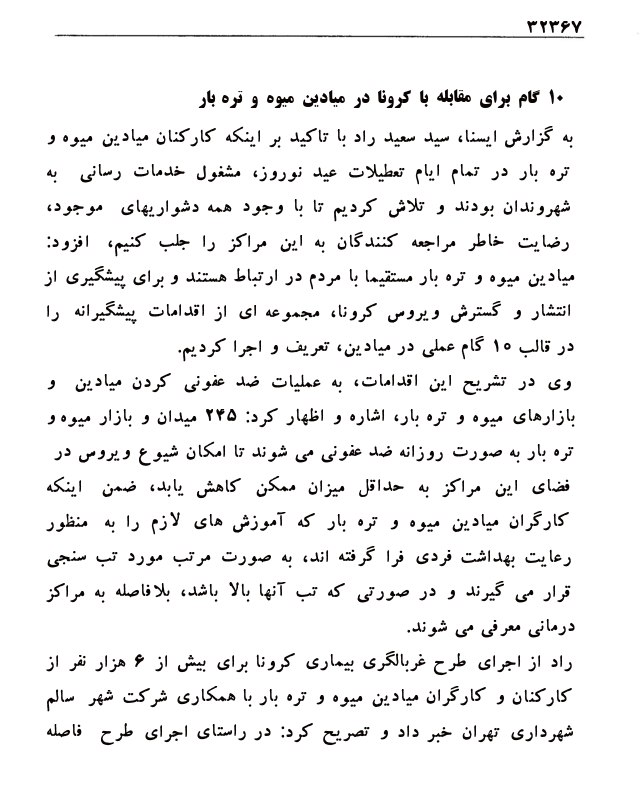 ۳۲۳۶۷
۱۰ گام برای مقابله با کرونا در میادین میوه و تره بار
به گزارش ایسنا، سید سعید راد با تاکید بر اینکه کارکنان میادین میوه و
تره بار در تمام ایام تعطیلات عید نوروز، مشغول خدمات رسانی به
شهروندان بودند و تلاش کردیم تا با وجود همه دشواریهای موجود،
رضایت خاطر مراجعه کنندگان به این مراکز را جلب کنیم، افزود:
میادین میوه و تره بار مستقیما با مردم در ارتباط هستند و برای پیشگیری از
انتشار و گسترش ویروس کرونا، مجموعه ای از اقدامات پیشگیرانه را
در قالب ۱۰ گام عملی در میادین، تعریف و اجرا کردیم.
وی در تشریح این اقدامات، به عملیات ضد عفونی کردن میادین و
بازارهای میوه و تره بار، اشاره و اظهار کرد: ۲۴۵ میدان و بازار میوه و
تره بار به صورت روزانه ضد عفونی می شوند تا امکان شیوع ویروس در
فضای این مراکز به حداقل میزان ممکن کاهش یابد، ضمن اینکه
کارگران میادین میوه و تره بار که آموزش های لازم را به منظور
رعایت بهداشت فردی فرا گرفته اند، به صورت مرتب مورد تب سنجی
قرار می گیرند و در صورتی که تب آنها بالا باشد، بلافاصله به مراکز
درمانی معرفی می شوند.
راد از اجرای طرح غربالگری بیماری کرونا برای بیش از ۶ هزار نفر از
کارکنان و کارگران میادین میوه و تره بار با همکاری شرکت شهر سالم
شهرداری تهران خبر داد و تصریح کرد: در راستای اجرای طرح فاصله